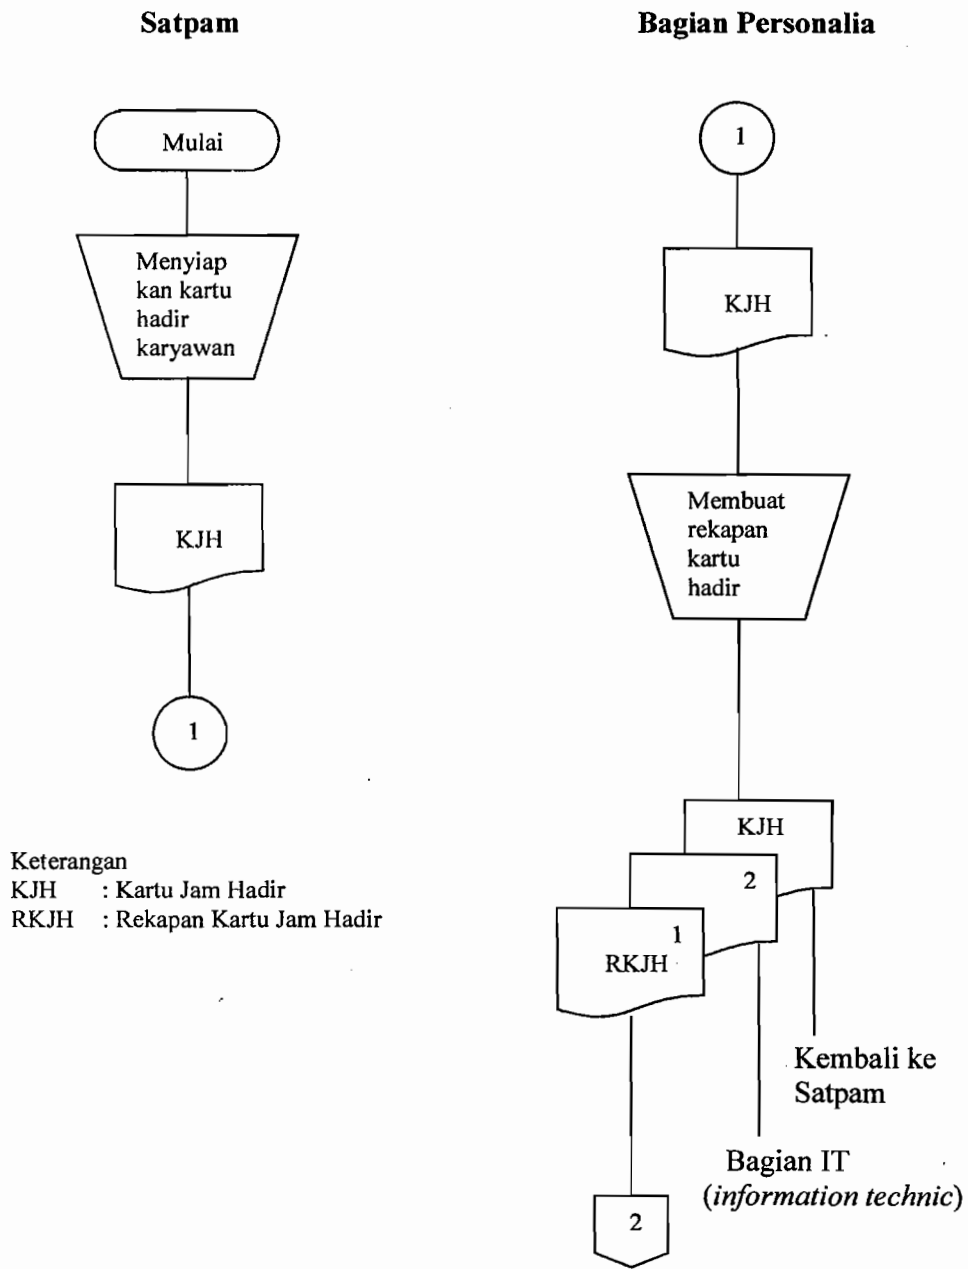 Satpam
Mulai
Menyiap
kan kartu
hadir
karyawan
KJH
1
Keterangan
KJH : Kartu Jam Hadir
RKJH : Rekapan Kartu Jam Hadir
Bagian Personalia
1
KJH
Membuat
rekapan
kartu
hadir
KJH
2
1
RKJH
Kembali ke
Satpam
Bagian IT
(information technic)
2